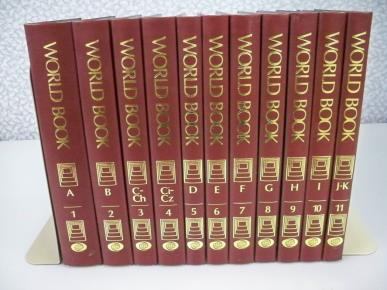 WORLD BOOK
A
1
WORLD BOOK
B
2
WORLD BOOK
C-
Ch
3
WORLD BOOK
Ci-
Cz
4
WORLD BOOK
D
5
WORLD BOOK
E
6
WORLD BOOK
F
7
WORLD BOOK
G
8
WORLD BOOK
H
9
WORLD BOOK
I
10
WORLD BOOK
J-K
11